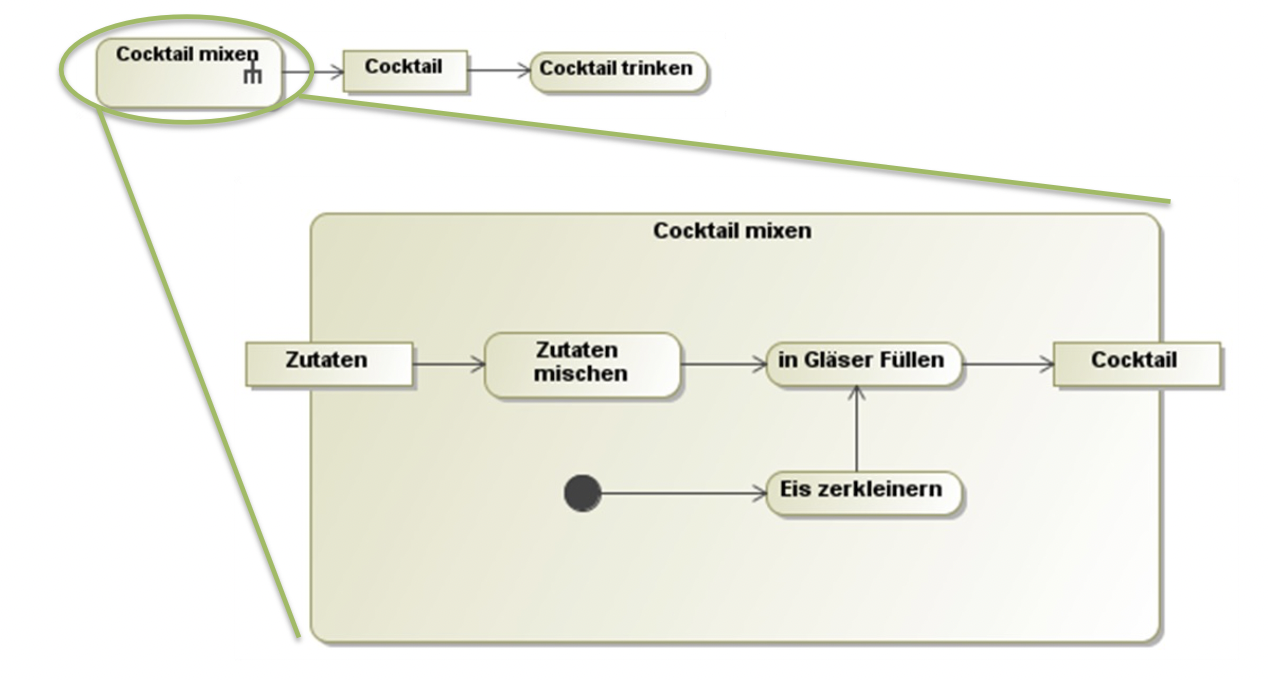 Cocktail mixen
Cocktail
Cocktail trinken
Cocktail mixen
Zutaten
Zutaten
mischen
in Gläser Füllen
Cocktail
Eis zerkleinern